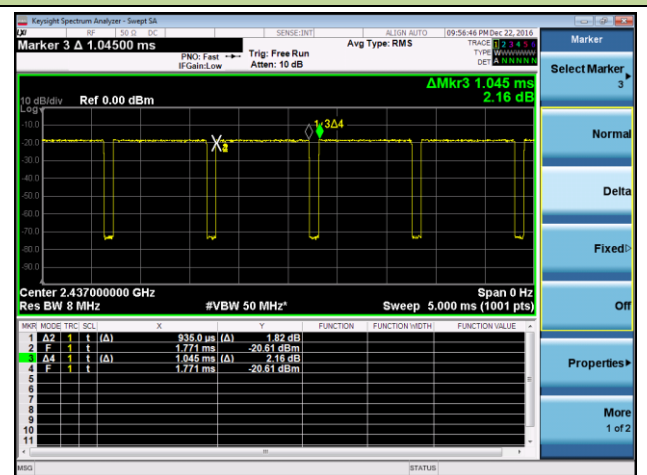 Keysight Spectrum Analyzer - Swept SA
LXI RF 50 Ω DC SENSE:INT ALIGN AUTO 09:56:46 PM Dec 22, 2016
Marker 3 Δ 1.04500 ms
PNO: Fast
IFGain:Low
Trig: Free Run
Atten: 10 dB
Avg Type: RMS
TRACE 1 2 3 4 5 6
TYPE WWWWWW
DET A N N N N N
ΔMkr3 1.045 ms
2.16 dB
10 dB/div Ref 0.00 dBm
Log
-10.0
-20.0
-30.0
-40.0
-50.0
-60.0
-70.0
-80.0
-90.0
3Δ4
Center 2.437000000 GHz Span 0 Hz
Res BW 8 MHz #VBW 50 MHz* Sweep 5.000 ms (1001 pts)
MKR MODE TRC SCL X Y FUNCTION FUNCTION WIDTH FUNCTION VALUE
1 Δ2 1 t (Δ) 935.0 µs (Δ) 1.82 dB
2 F 1 t 1.771 ms -20.61 dBm
3 Δ4 1 t (Δ) 1.045 ms (Δ) 2.16 dB
4 F 1 t 1.771 ms -20.61 dBm
5
6
7
8
9
10
11
MSG STATUS
Marker
Select Marker
3
Normal
Delta
Fixed
Off
Properties
More
1 of 2